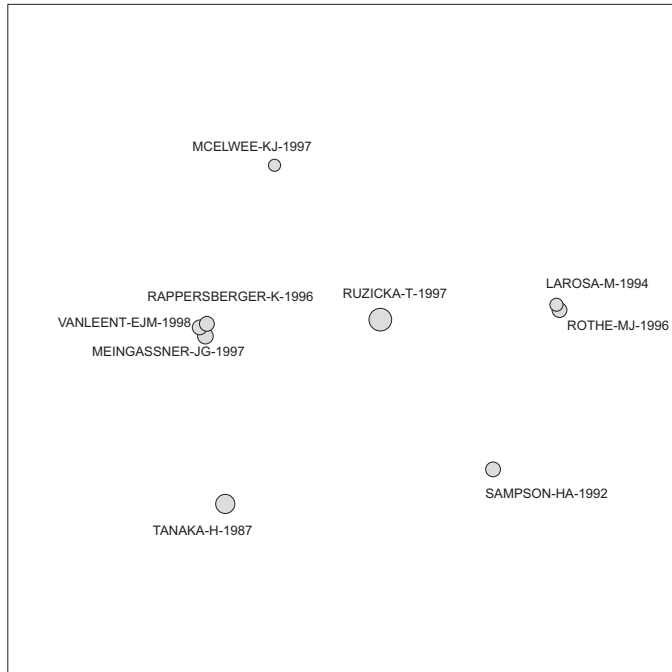 MCELWEE-KJ-1997
LAROSA-M-1994
RAPPERSBERGER-K-1996
RUZICKA-T-1997
VANLEENT-EJM-1998
ROTHE-MJ-1996
MEINGASSNER-JG-1997
SAMPSON-HA-1992
TANAKA-H-1987